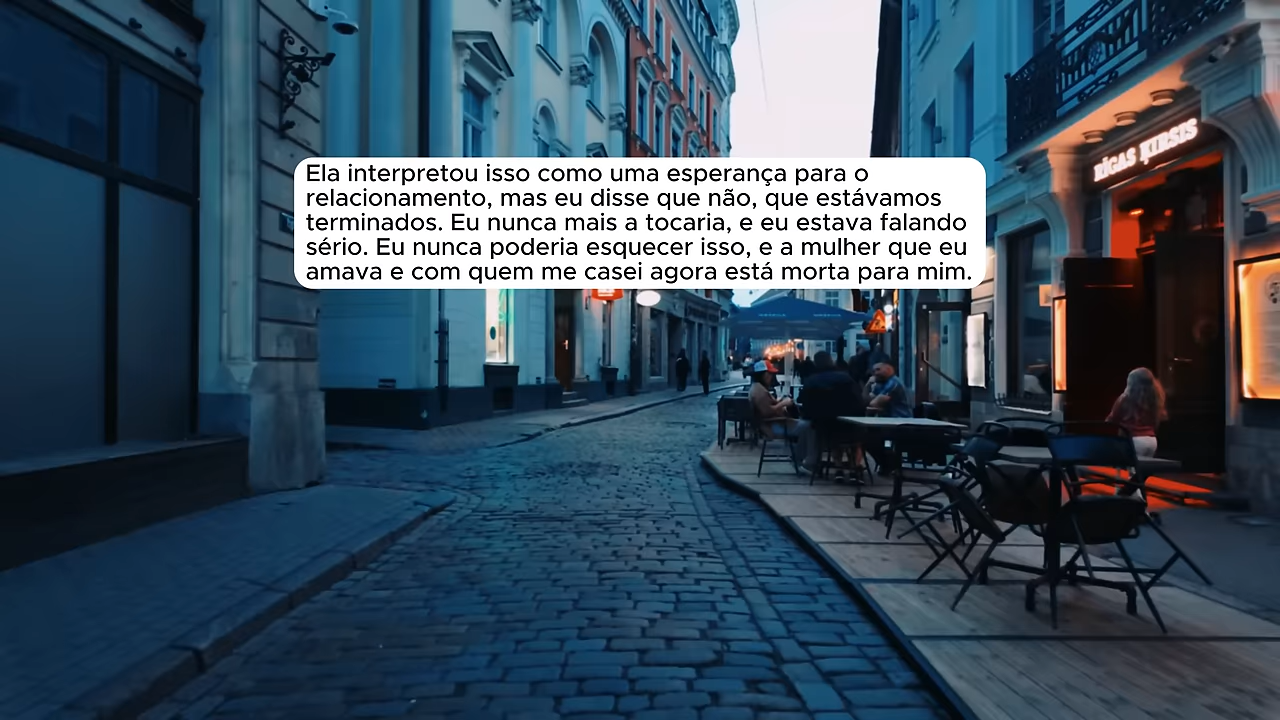 Ela interpretou isso como uma esperança para o
relacionamento, mas eu disse que não, que estávamos
terminados. Eu nunca mais a tocaria, e eu estava falando
sério. Eu nunca poderia esquecer isso, e a mulher que eu
amava e com quem me casei agora está morta para mim.
RĪGAS ĶIRSIS